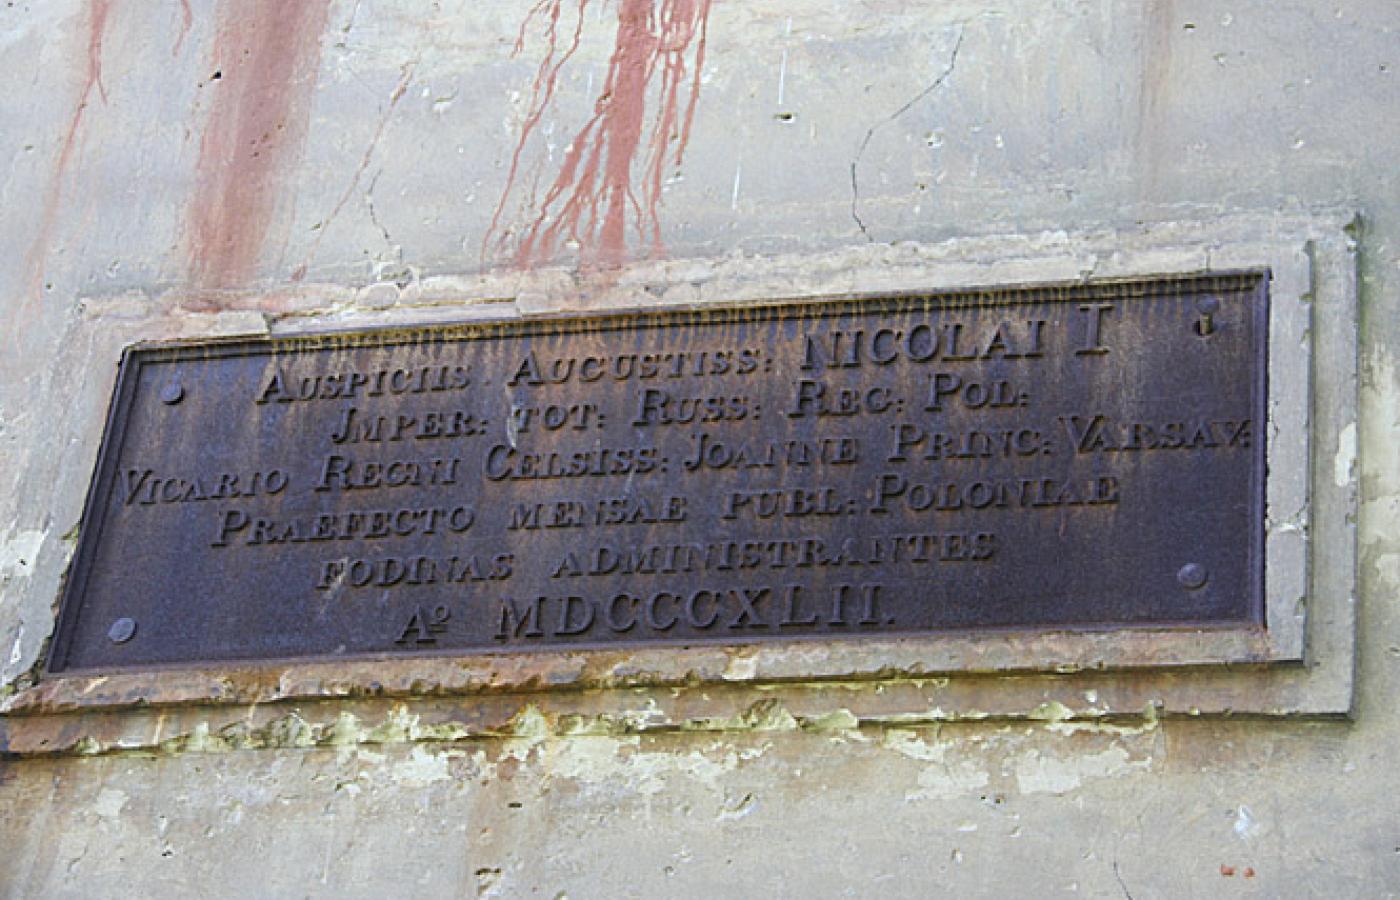 AUSPICIIS AUGUSTISS: NICOLAI I
JMPER: TOT: RUSS: REG: POL:
VICARIO REGNI CELSISS: JOANNE PRINC: VARSAV:
PRAEFECTO MENSAE PUBL: POLONIAE
FODINAS ADMINISTRANTES
Aº MDCCCXLII.